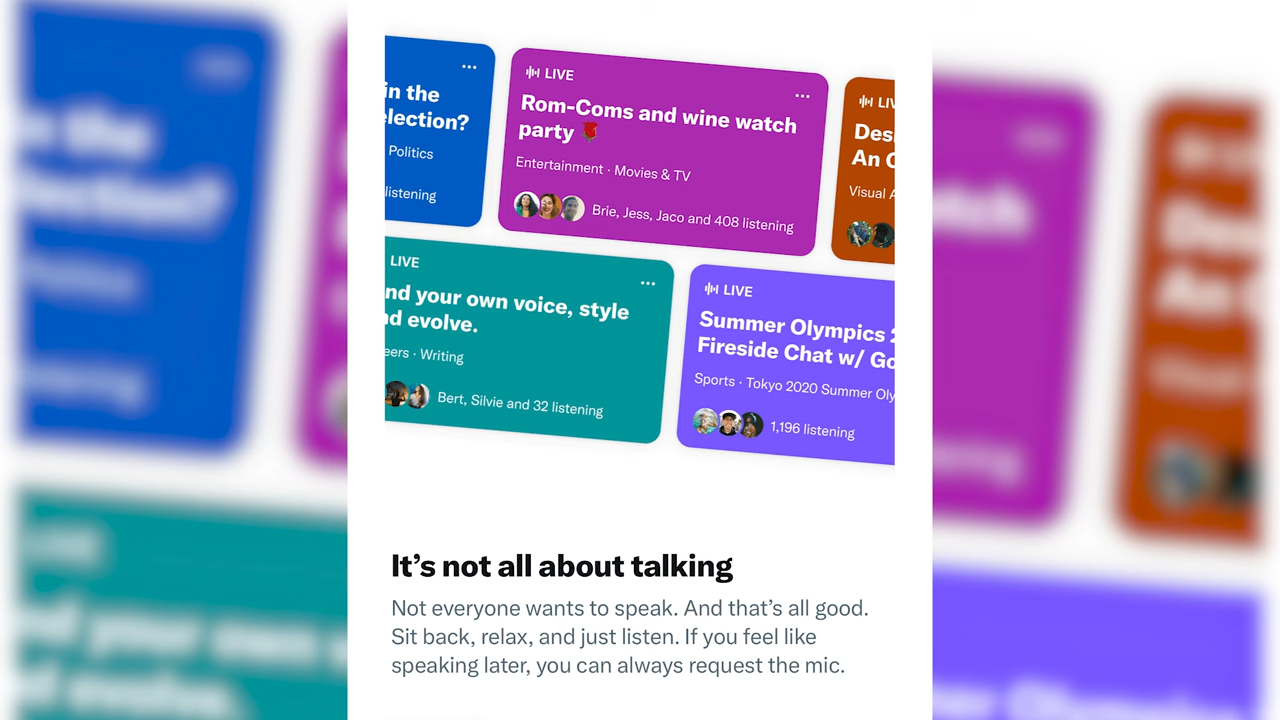 in the
election?
Politics
listening
LIVE
Rom-Coms and wine watch
party
Entertainment · Movies & TV
Brie, Jess, Jaco and 408 listening
LIV
Des
An
Visual A
LIVE
nd your own voice, style
nd evolve.
eers · Writing
Bert, Silvie and 32 listening
LIVE
Summer Olympics 2
Fireside Chat w/ Go
Sports · Tokyo 2020 Summer Oly
1,196 listening
It's not all about talking
Not everyone wants to speak. And that's all good.
Sit back, relax, and just listen. If you feel like
speaking later, you can always request the mic.